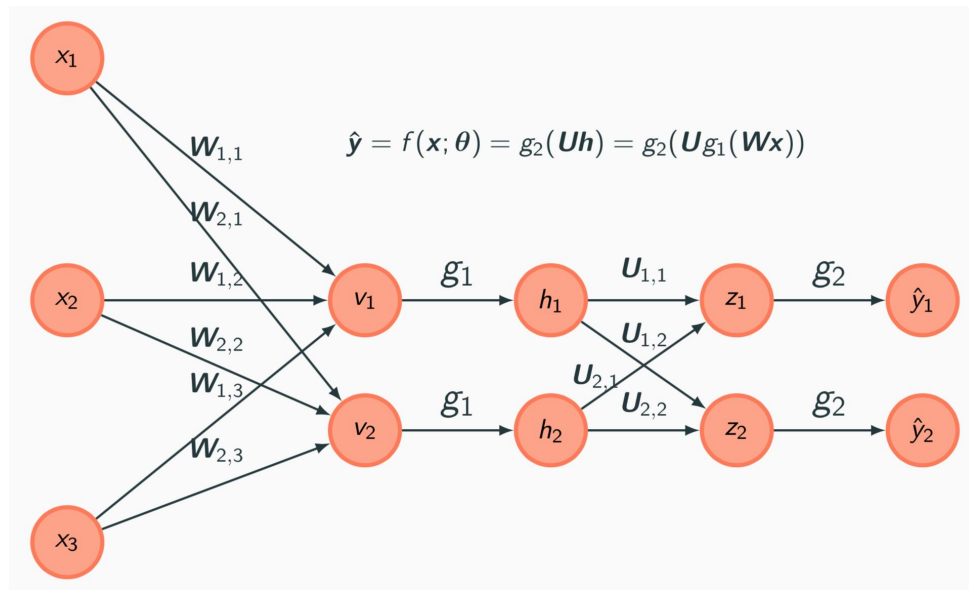 x₁
W₁,₁
ŷ = f(x; θ) = g₂(Uh) = g₂(Ug₁(Wx))
W₂,₁
W₁,₂
x₂
v₁
g₁
h₁
U₁,₁
z₁
g₂
ŷ₁
W₂,₂
U₁,₂
W₁,₃
U₂,₁
v₂
g₁
h₂
U₂,₂
z₂
g₂
ŷ₂
W₂,₃
x₃